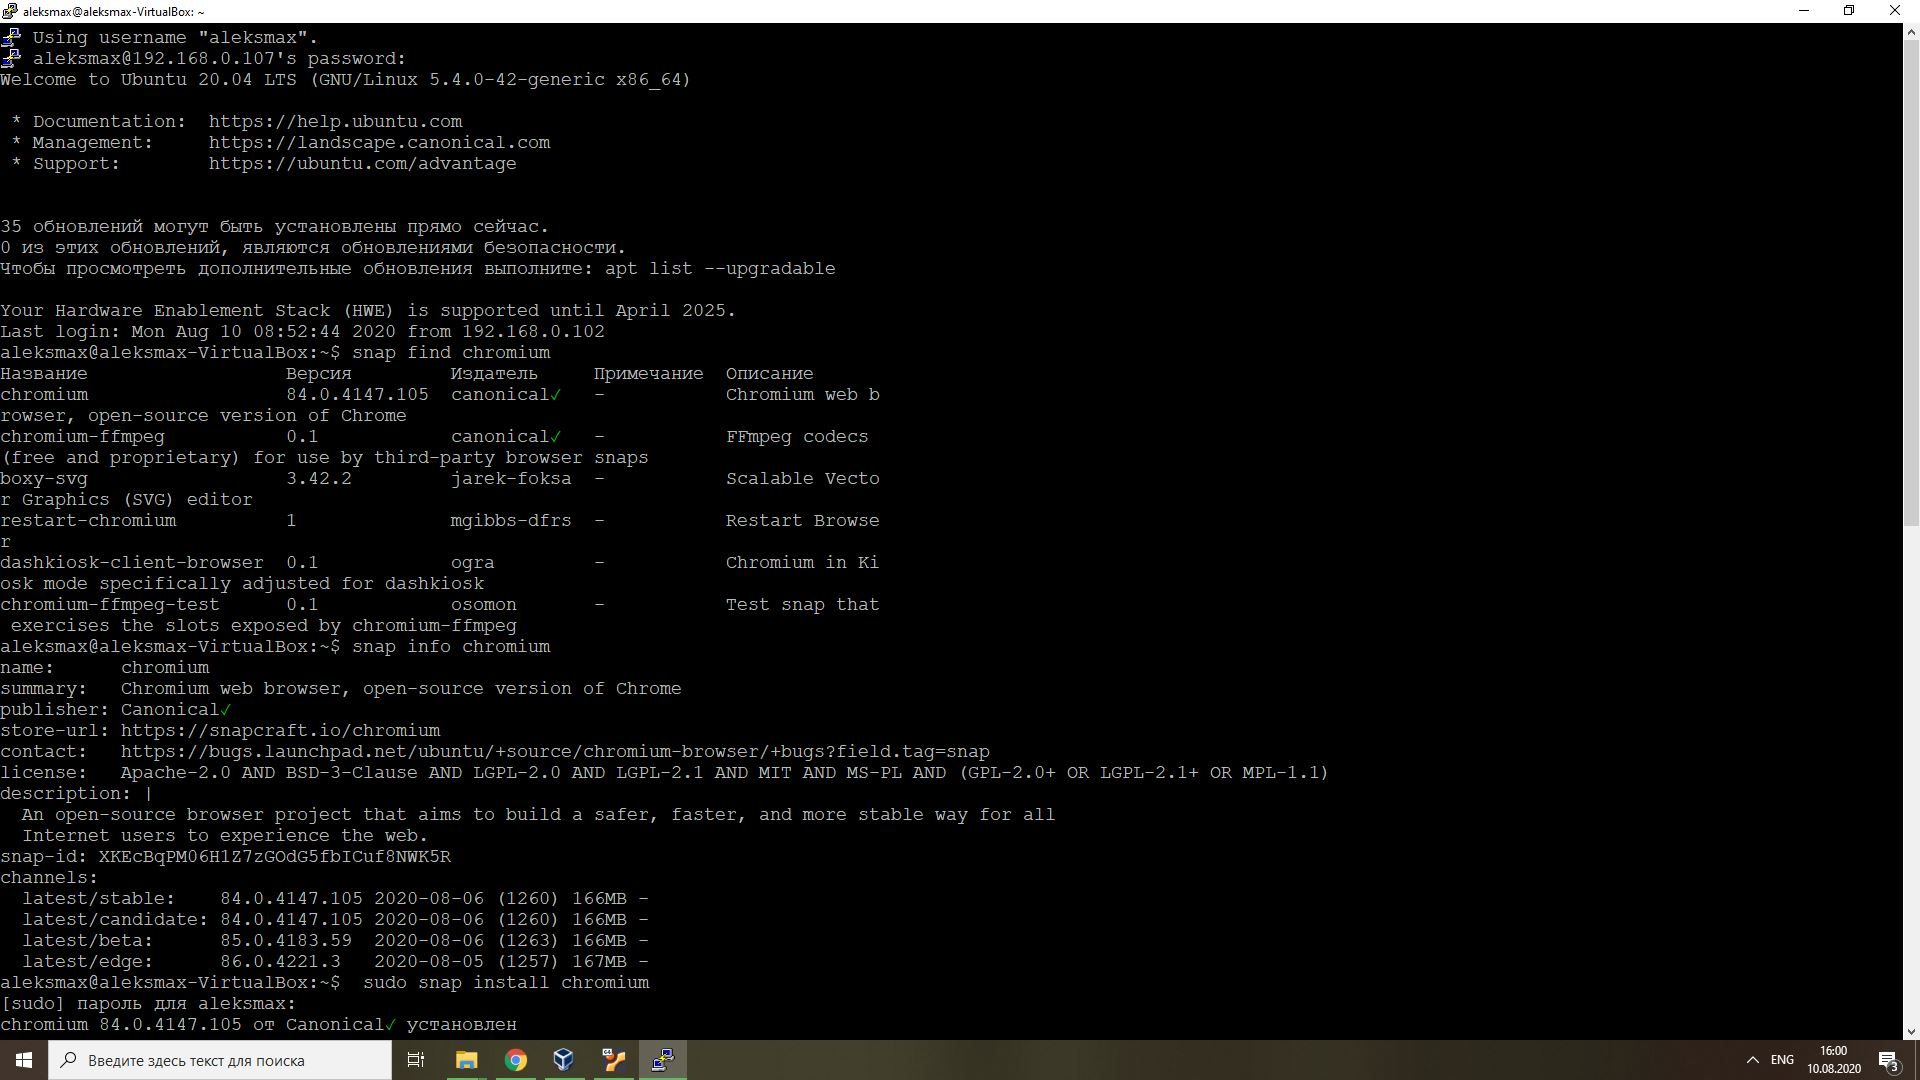 aleksmax@aleksmax-VirtualBox: ~
Using username "aleksmax".
aleksmax@192.168.0.107's password:
Welcome to Ubuntu 20.04 LTS (GNU/Linux 5.4.0-42-generic x86_64)
* Documentation:  https://help.ubuntu.com
* Management:     https://landscape.canonical.com
* Support:        https://ubuntu.com/advantage
35 обновлений могут быть установлены прямо сейчас.
0 из этих обновлений, являются обновлениями безопасности.
Чтобы просмотреть дополнительные обновления выполните: apt list --upgradable
Your Hardware Enablement Stack (HWE) is supported until April 2025.
Last login: Mon Aug 10 08:52:44 2020 from 192.168.0.102
aleksmax@aleksmax-VirtualBox:~$ snap find chromium
Название                  Версия         Издатель     Примечание  Описание
chromium                  84.0.4147.105  canonical✓   -           Chromium web b
rowser, open-source version of Chrome
chromium-ffmpeg           0.1            canonical✓   -           FFmpeg codecs
(free and proprietary) for use by third-party browser snaps
boxy-svg                  3.42.2         jarek-foksa  -           Scalable Vecto
r Graphics (SVG) editor
restart-chromium          1              mgibbs-dfrs  -           Restart Browse
r
dashkiosk-client-browser  0.1            ogra         -           Chromium in Ki
osk mode specifically adjusted for dashkiosk
chromium-ffmpeg-test      0.1            osomon       -           Test snap that
exercises the slots exposed by chromium-ffmpeg
aleksmax@aleksmax-VirtualBox:~$ snap info chromium
name:      chromium
summary:   Chromium web browser, open-source version of Chrome
publisher: Canonical✓
store-url: https://snapcraft.io/chromium
contact:   https://bugs.launchpad.net/ubuntu/+source/chromium-browser/+bugs?field.tag=snap
license:   Apache-2.0 AND BSD-3-Clause AND LGPL-2.0 AND LGPL-2.1 AND MIT AND MS-PL AND (GPL-2.0+ OR LGPL-2.1+ OR MPL-1.1)
description: |
An open-source browser project that aims to build a safer, faster, and more stable way for all
Internet users to experience the web.
snap-id: XKEcBqPM06H1Z7zGOdG5fbICuf8NWK5R
channels:
latest/stable:    84.0.4147.105 2020-08-06 (1260) 166MB -
latest/candidate: 84.0.4147.105 2020-08-06 (1260) 166MB -
latest/beta:      85.0.4183.59  2020-08-06 (1263) 166MB -
latest/edge:      86.0.4221.3   2020-08-05 (1257) 167MB -
aleksmax@aleksmax-VirtualBox:~$  sudo snap install chromium
[sudo] пароль для aleksmax:
chromium 84.0.4147.105 от Canonical✓ установлен
Введите здесь текст для поиска
ENG
16:00
10.08.2020
3